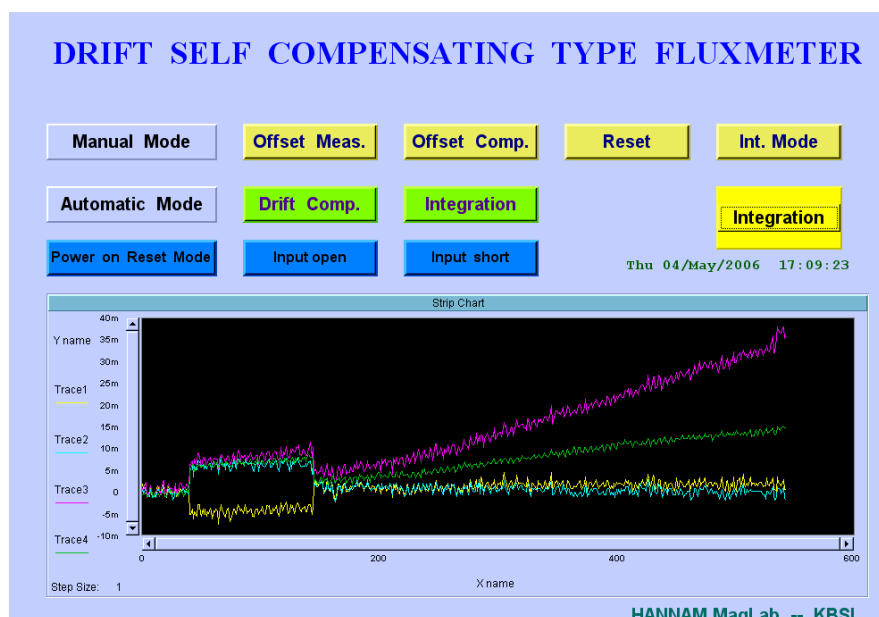 DRIFT SELF COMPENSATING TYPE FLUXMETER
Manual Mode Offset Meas. Offset Comp. Reset Int. Mode
Automatic Mode Drift Comp. Integration Integration
Power on Reset Mode Input open Input short
Thu 04/May/2006 17:09:23
Strip Chart
40m
Y name 35m
30m
Trace1 25m
20m
Trace2 15m
10m
5m
Trace3 0
-5m
Trace4 -10m
0 200 400 600
Step Size: 1 X name
HANNAM MagLab -- KBSI